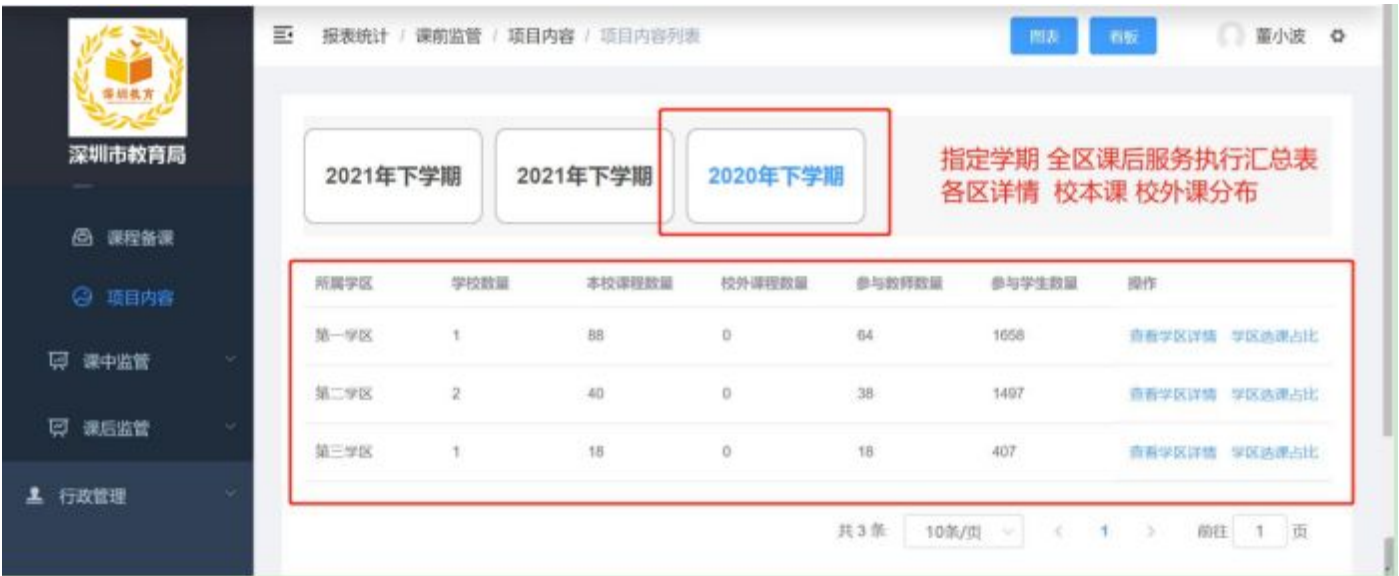 深圳教育
深圳市教育局
课程备课
项目内容
课中监管
课后监管
行政管理
报表统计 / 课前监管 / 项目内容 / 项目内容列表
图表 看板 董小波
2021年下学期 2021年下学期 2020年下学期
指定学期 全区课后服务执行汇总表
各区详情 校本课 校外课分布
所属学区 学校数量 本校课程数量 校外课程数量 参与教师数量 参与学生数量 操作
第一学区 1 88 0 64 1658 查看学区详情 学区选课占比
第二学区 2 40 0 38 1497 查看学区详情 学区选课占比
第三学区 1 18 0 18 407 查看学区详情 学区选课占比
共 3 条 10条/页 < 1 > 前往 1 页